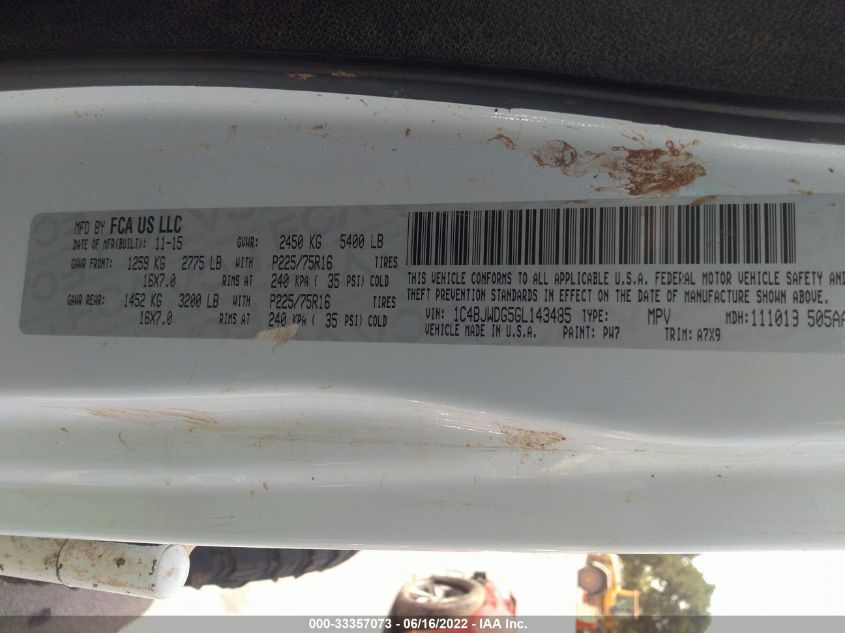 MFD BY FCA US LLC
DATE OF MFR(BUILT): 11-15 GVWR: 2450 KG 5400 LB
GAWR FRONT: 1259 KG 2775 LB WITH P225/75R16 TIRES
16X7.0 RIMS AT 240 KPA ( 35 PSI) COLD
GAWR REAR: 1452 KG 3200 LB WITH P225/75R16 TIRES
16X7.0 RIMS AT 240 KPA ( 35 PSI) COLD
THIS VEHICLE CONFORMS TO ALL APPLICABLE U.S.A. FEDERAL MOTOR VEHICLE SAFETY AND
THEFT PREVENTION STANDARDS IN EFFECT ON THE DATE OF MANUFACTURE SHOWN ABOVE.
VIN: 1C4BJWDG5GL143485 TYPE: MPV MDH:111013 505AA
VEHICLE MADE IN U.S.A. PAINT: PW7 TRIM: A7X9
000-33357073 - 06/16/2022 - IAA Inc.